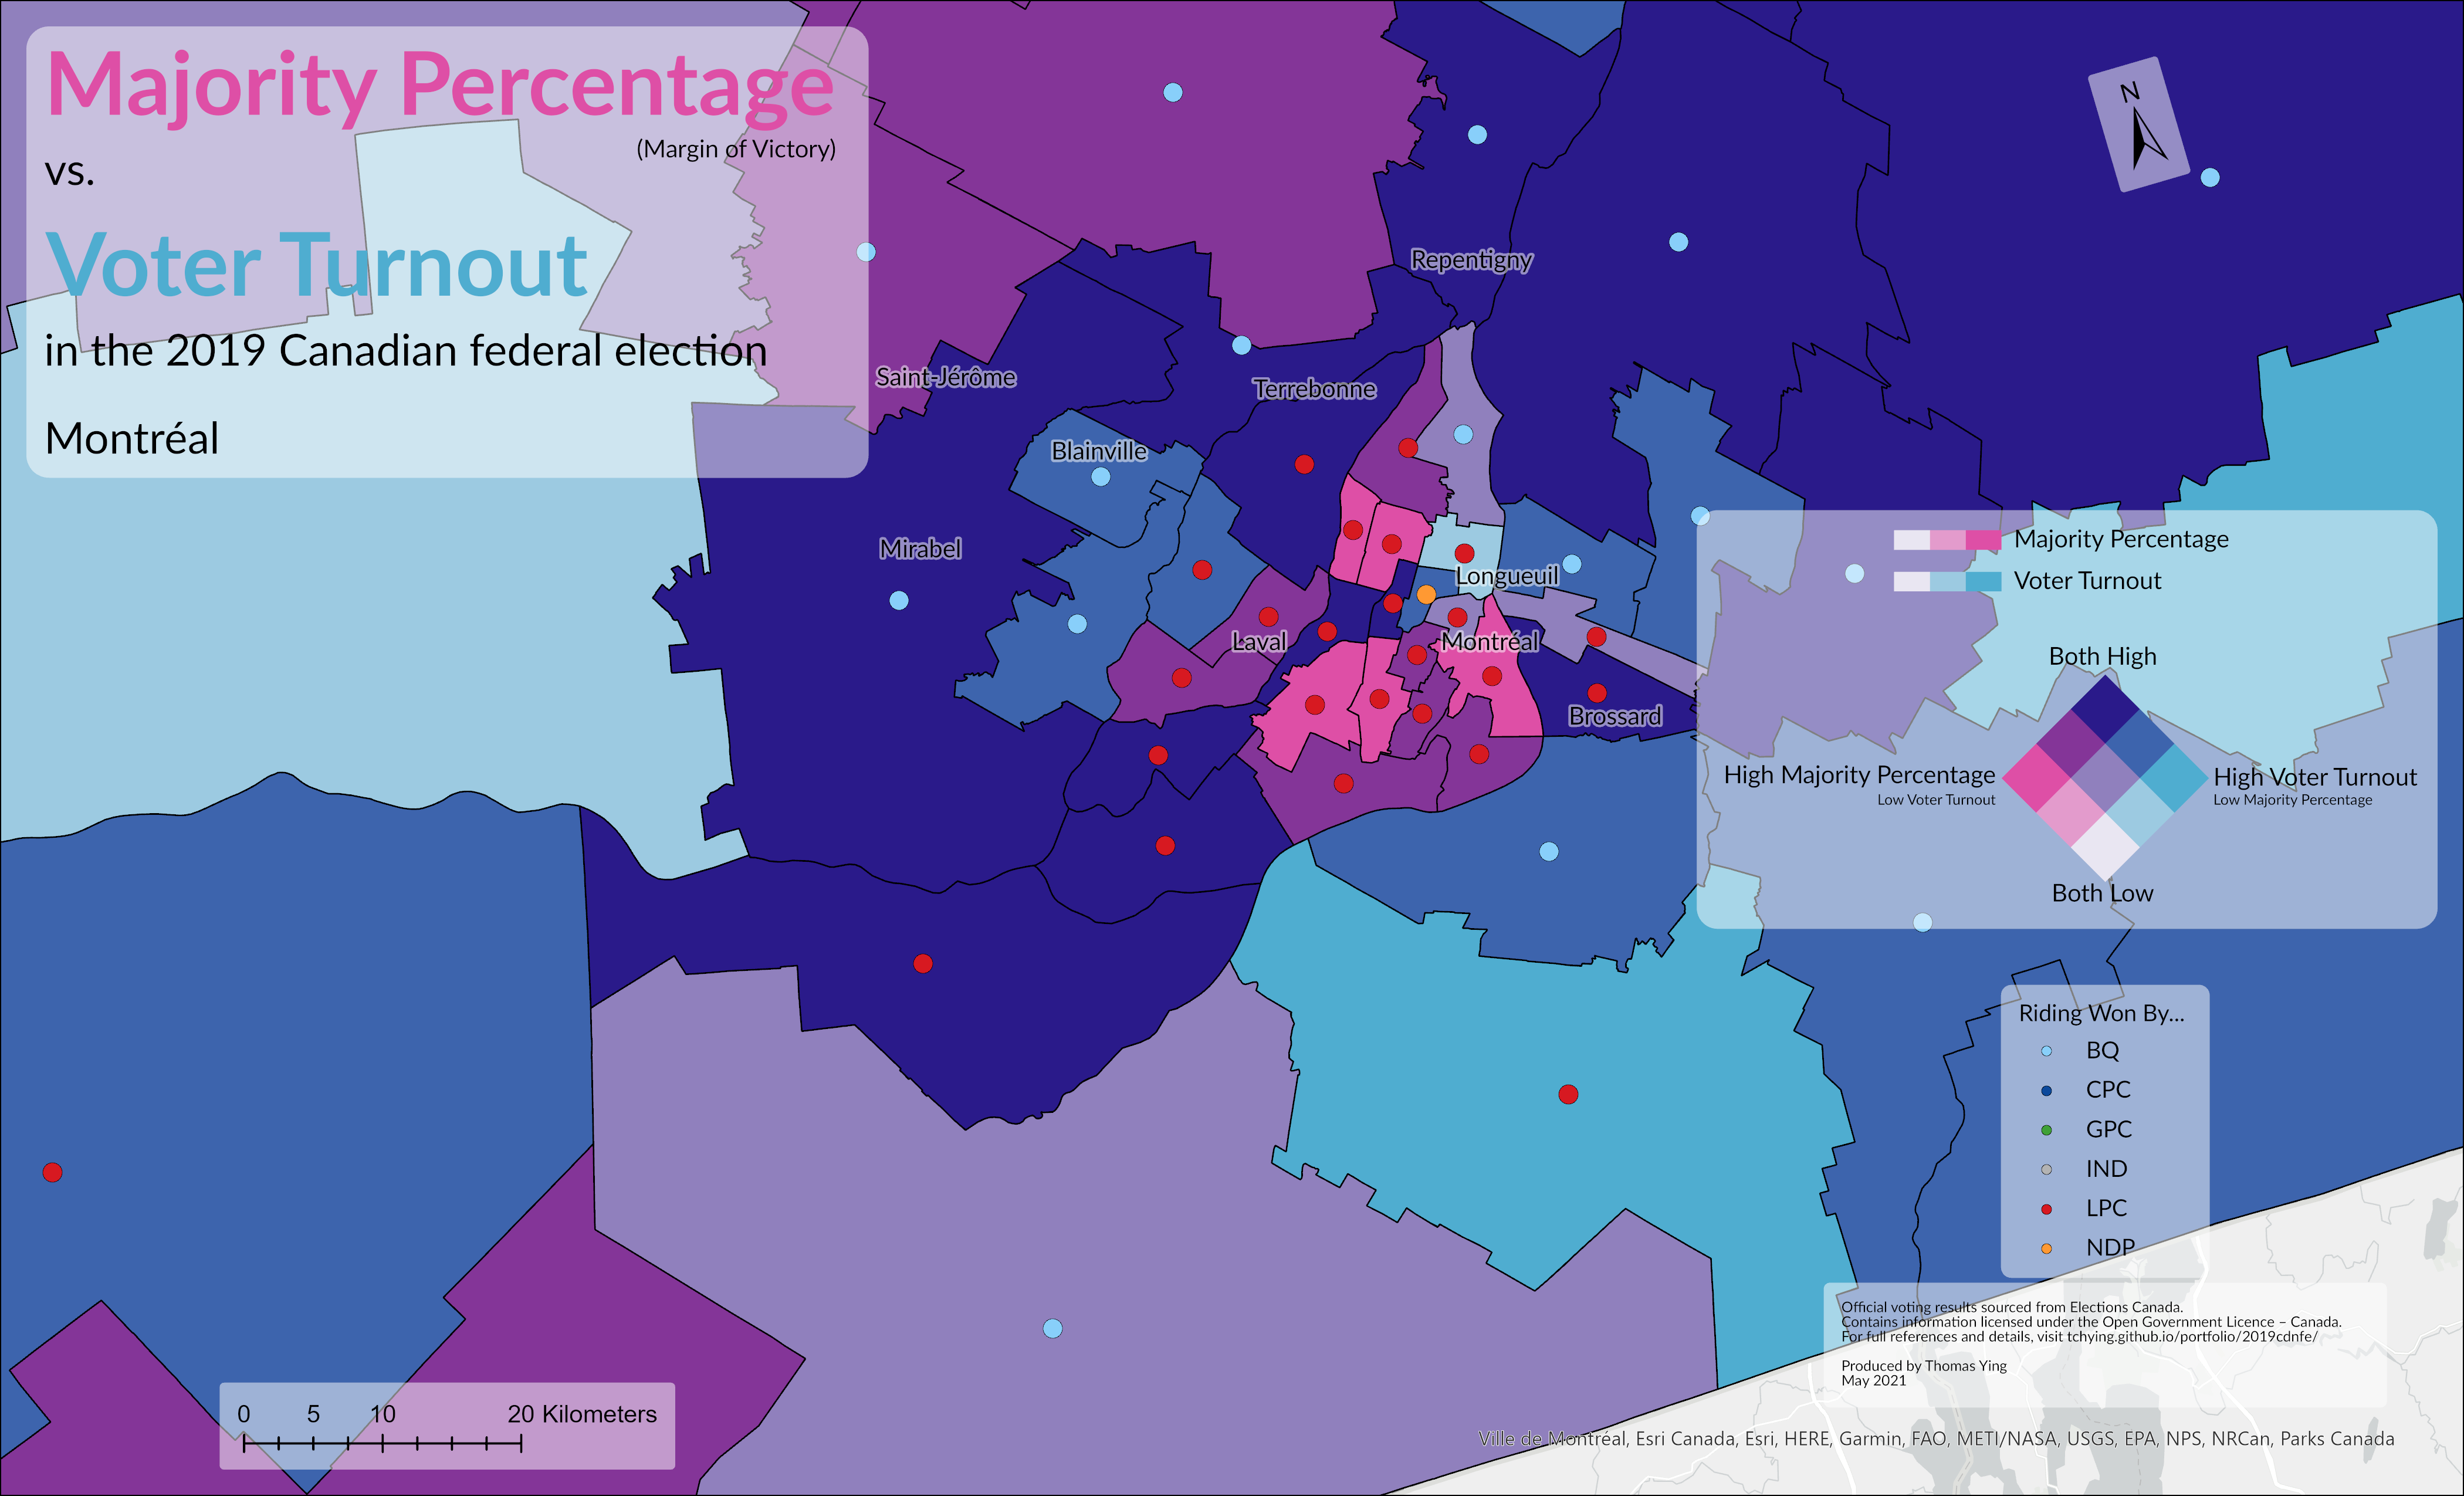 Majority Percentage
(Margin of Victory)
vs.
Voter Turnout
in the 2019 Canadian federal election
Montréal
N
Repentigny
Saint-Jérôme
Terrebonne
Blainville
Mirabel
Longueuil
Laval
Montréal
Brossard
Majority Percentage
Voter Turnout
Both High
High Majority Percentage
Low Voter Turnout
High Voter Turnout
Low Majority Percentage
Both Low
Riding Won By...
BQ
CPC
GPC
IND
LPC
NDP
Official voting results sourced from Elections Canada.
Contains information licensed under the Open Government Licence – Canada.
For full references and details, visit tchying.github.io/portfolio/2019cdnfe/
Produced by Thomas Ying
May 2021
0 5 10 20 Kilometers
Ville de Montréal, Esri Canada, Esri, HERE, Garmin, FAO, METI/NASA, USGS, EPA, NPS, NRCan, Parks Canada